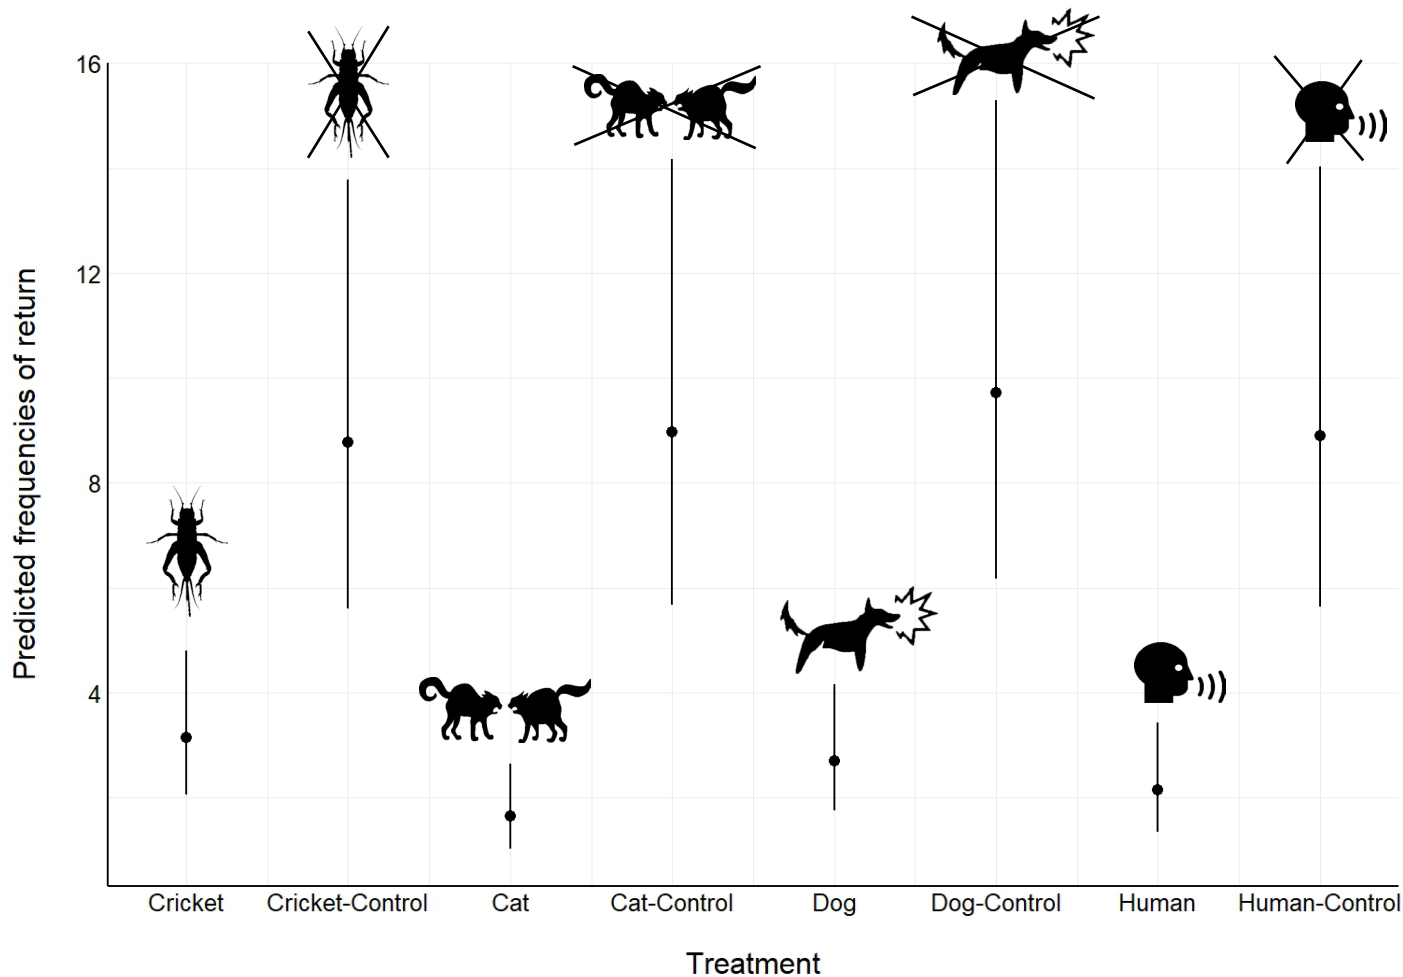 Predicted frequencies of return
16
12
8
4
Cricket Cricket-Control Cat Cat-Control Dog Dog-Control Human Human-Control
Treatment